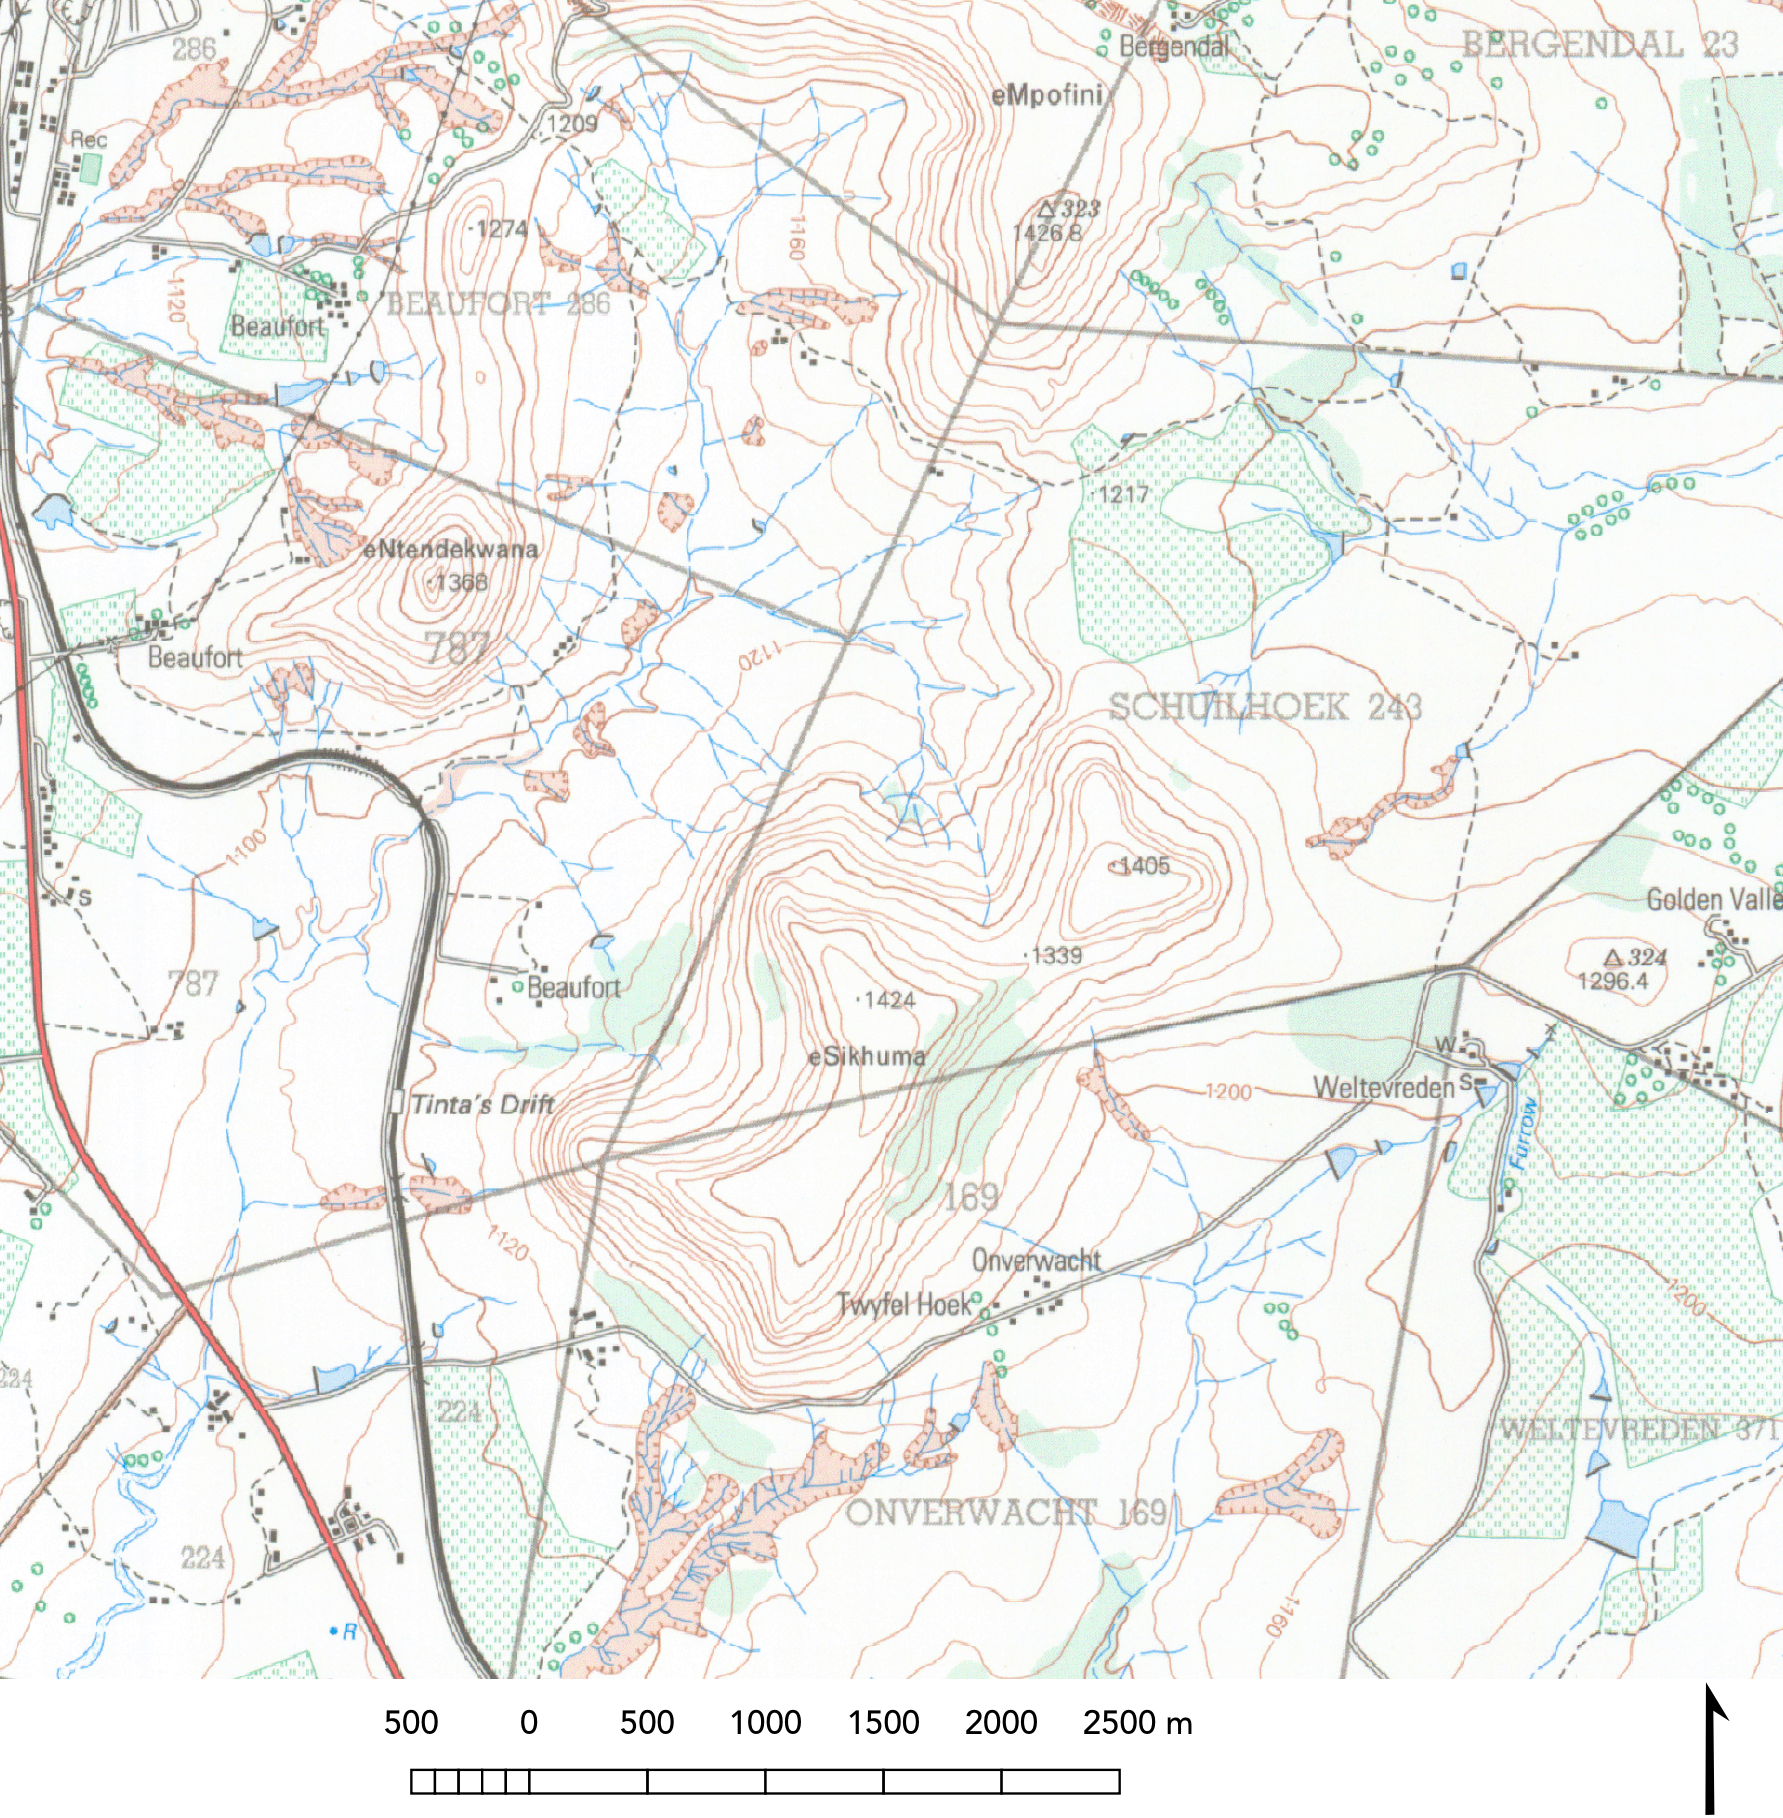 286
Bergendal
BERGENDAL 23
eMpofini
Rec
1209
△ 323
1426.8
1274
1160
1120
BEAUFORT 286
Beaufort
1217
eNtendekwana
1368
787
Beaufort
1120
SCHUILHOEK 243
1100
S
1405
Golden Valle
1339
△ 324
1296.4
787
Beaufort
1424
eSikhuma
W
Weltevreden
S
1200
Tinta's Drift
Furrow
169
1120
Onverwacht
Twyfel Hoek
1200
224
224
WELTEVREDEN 371
ONVERWACHT 169
224
R
1160
500 0 500 1000 1500 2000 2500 m